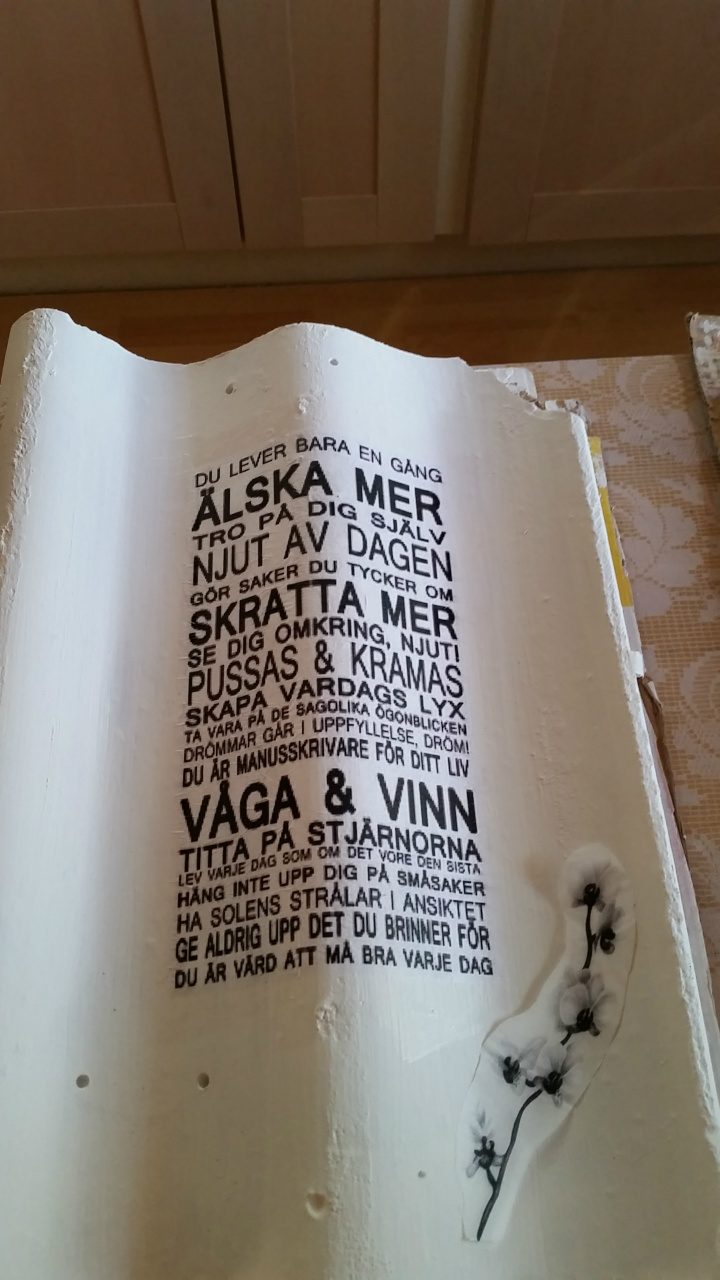 DU LEVER BARA EN GÅNG
ÄLSKA MER
TRO PÅ DIG SJÄLV
NJUT AV DAGEN
GÖR SAKER DU TYCKER OM
SKRATTA MER
SE DIG OMKRING, NJUT!
PUSSAS & KRAMAS
SKAPA VARDAGS LYX
TA VARA PÅ DE SAGOLIKA ÖGONBLICKEN
DRÖMMAR GÅR I UPPFYLLELSE, DRÖM!
DU ÄR MANUSSKRIVARE FÖR DITT LIV
VÅGA & VINN
TITTA PÅ STJÄRNORNA
LEV VARJE DAG SOM OM DET VORE DEN SISTA
HÄNG INTE UPP DIG PÅ SMÅSAKER
HA SOLENS STRÅLAR I ANSIKTET
GE ALDRIG UPP DET DU BRINNER FÖR
DU ÄR VÄRD ATT MÅ BRA VARJE DAG